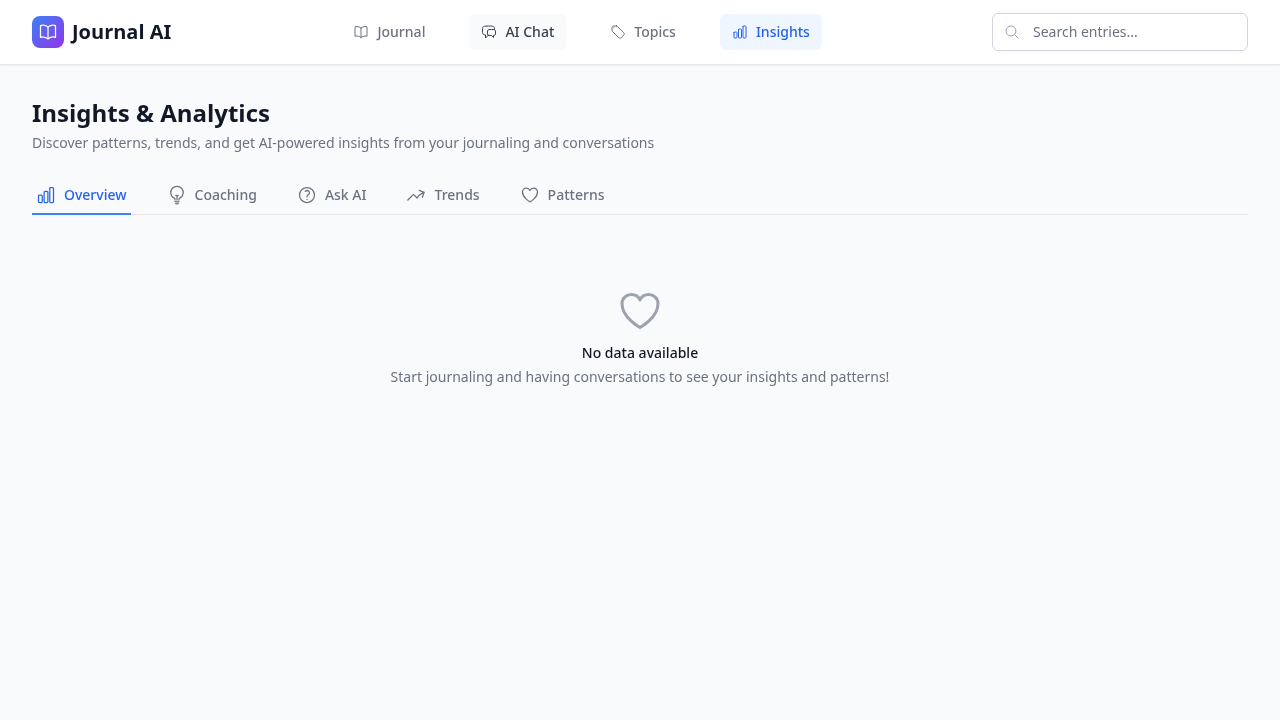 Journal AI
Journal
AI Chat
Topics
Insights
Search entries...
Insights & Analytics
Discover patterns, trends, and get AI-powered insights from your journaling and conversations
Overview
Coaching
Ask AI
Trends
Patterns
No data available
Start journaling and having conversations to see your insights and patterns!